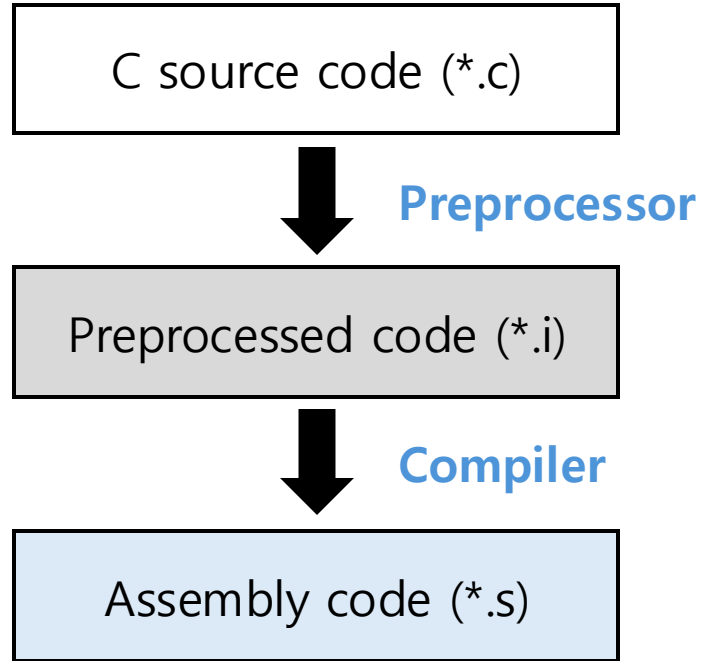 C source code (*.c)
Preprocessor
Preprocessed code (*.i)
Compiler
Assembly code (*.s)